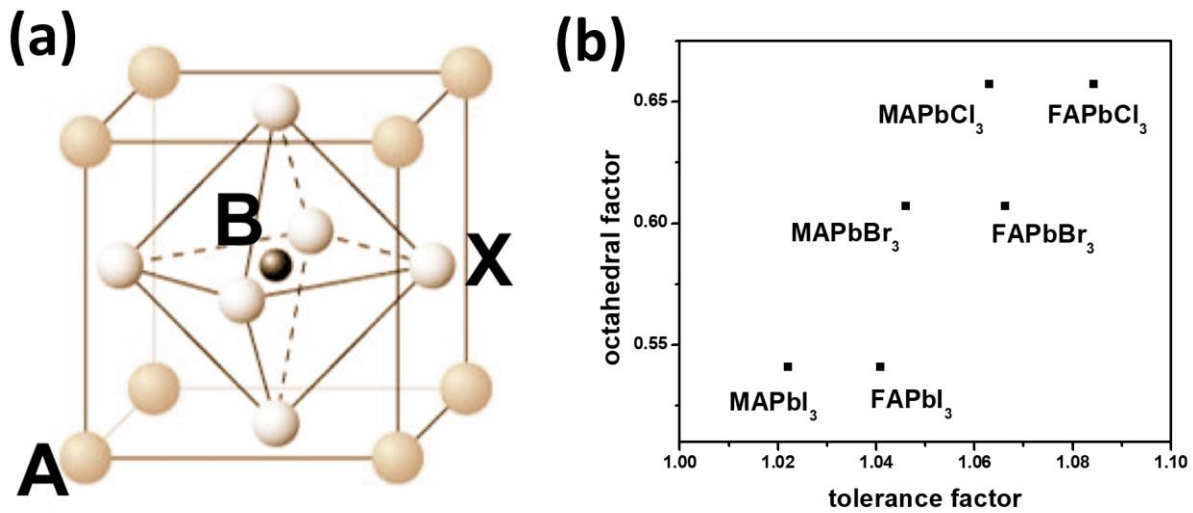 (a)
B
X
A
(b)
octahedral factor
0.65
0.60
0.55
MAPbCl₃
FAPbCl₃
MAPbBr₃
FAPbBr₃
MAPbI₃
FAPbI₃
1.00 1.02 1.04 1.06 1.08 1.10
tolerance factor